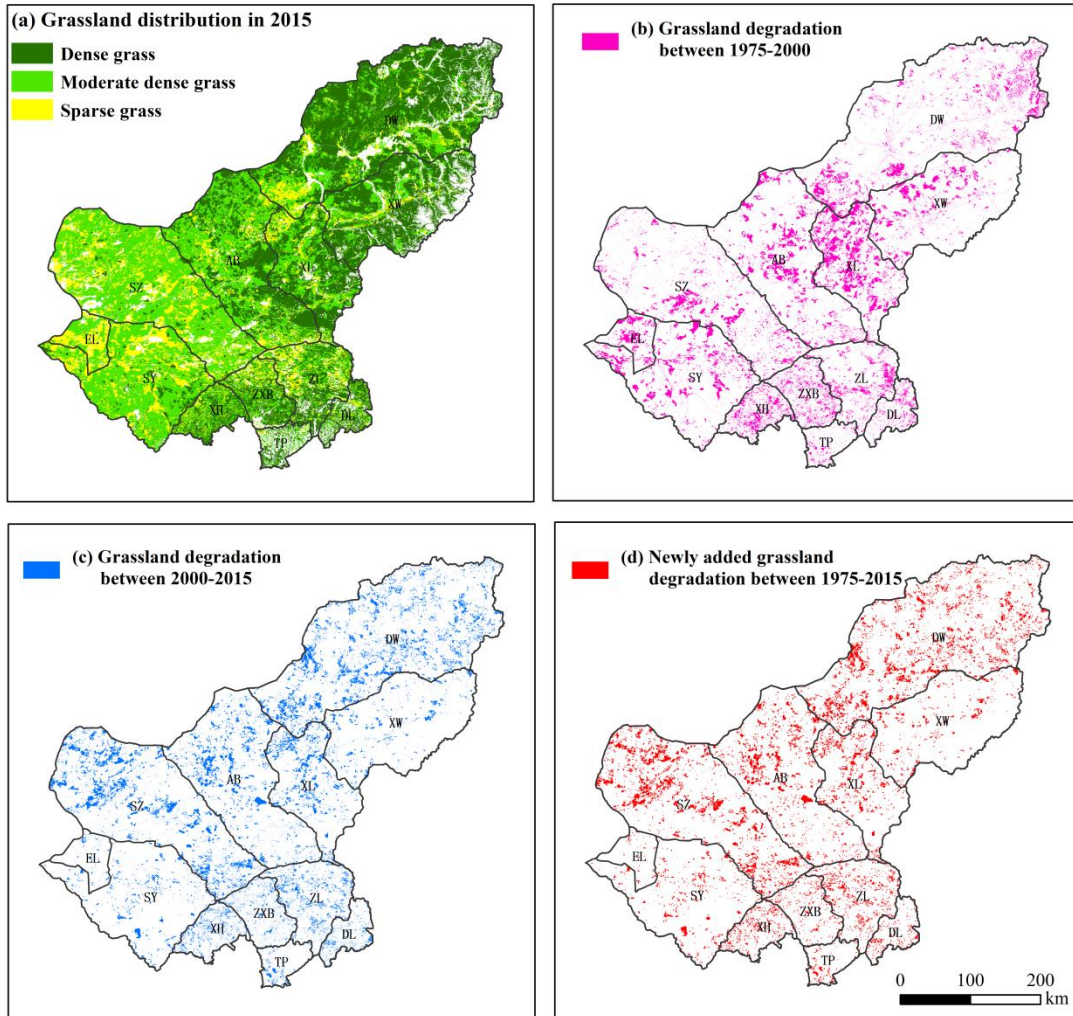 (a) Grassland distribution in 2015
Dense grass
Moderate dense grass
Sparse grass
DW
XW
AB
XL
SZ
EL
SY
ZL
ZXB
XH
DL
TP
(b) Grassland degradation
between 1975-2000
DW
XW
AB
XL
SZ
EL
SY
ZL
ZXB
XH
DL
TP
(c) Grassland degradation
between 2000-2015
DW
XW
AB
XL
SZ
EL
SY
ZL
ZXB
XH
DL
TP
(d) Newly added grassland
degradation between 1975-2015
DW
XW
AB
XL
SZ
EL
SY
ZL
ZXB
XH
DL
TP
0 100 200
km